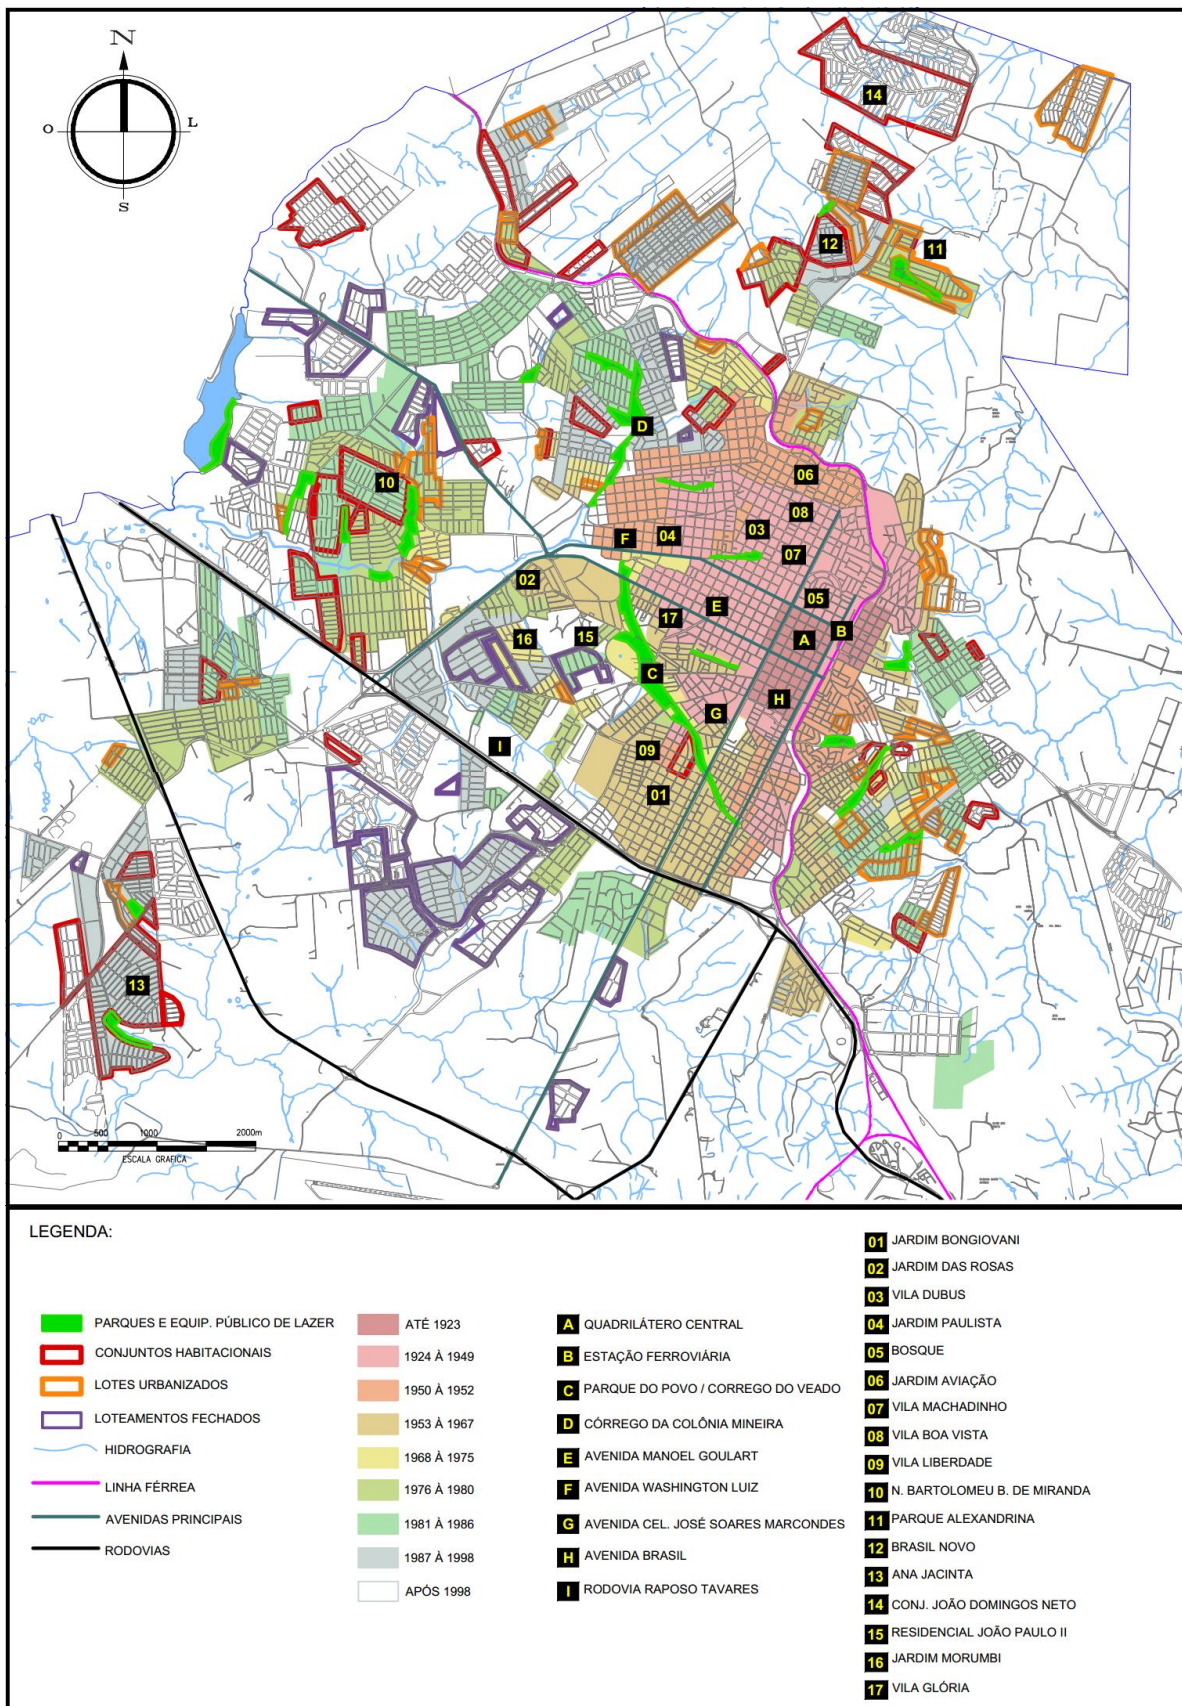 N
O
L
S
14
12
11
D
10
06
08
03
04
F
07
02
05
E
17
B
A
16
15
C
H
G
I
09
01
13
0 500 1000 2000m
ESCALA GRAFICA
LEGENDA:
PARQUES E EQUIP. PÚBLICO DE LAZER
CONJUNTOS HABITACIONAIS
LOTES URBANIZADOS
LOTEAMENTOS FECHADOS
HIDROGRAFIA
LINHA FÉRREA
AVENIDAS PRINCIPAIS
RODOVIAS
ATÉ 1923
1924 À 1949
1950 À 1952
1953 À 1967
1968 À 1975
1976 À 1980
1981 À 1986
1987 À 1998
APÓS 1998
A QUADRILÁTERO CENTRAL
B ESTAÇÃO FERROVIÁRIA
C PARQUE DO POVO / CORREGO DO VEADO
D CÓRREGO DA COLÔNIA MINEIRA
E AVENIDA MANOEL GOULART
F AVENIDA WASHINGTON LUIZ
G AVENIDA CEL. JOSÉ SOARES MARCONDES
H AVENIDA BRASIL
I RODOVIA RAPOSO TAVARES
01 JARDIM BONGIOVANI
02 JARDIM DAS ROSAS
03 VILA DUBUS
04 JARDIM PAULISTA
05 BOSQUE
06 JARDIM AVIAÇÃO
07 VILA MACHADINHO
08 VILA BOA VISTA
09 VILA LIBERDADE
10 N. BARTOLOMEU B. DE MIRANDA
11 PARQUE ALEXANDRINA
12 BRASIL NOVO
13 ANA JACINTA
14 CONJ. JOÃO DOMINGOS NETO
15 RESIDENCIAL JOÃO PAULO II
16 JARDIM MORUMBI
17 VILA GLÓRIA